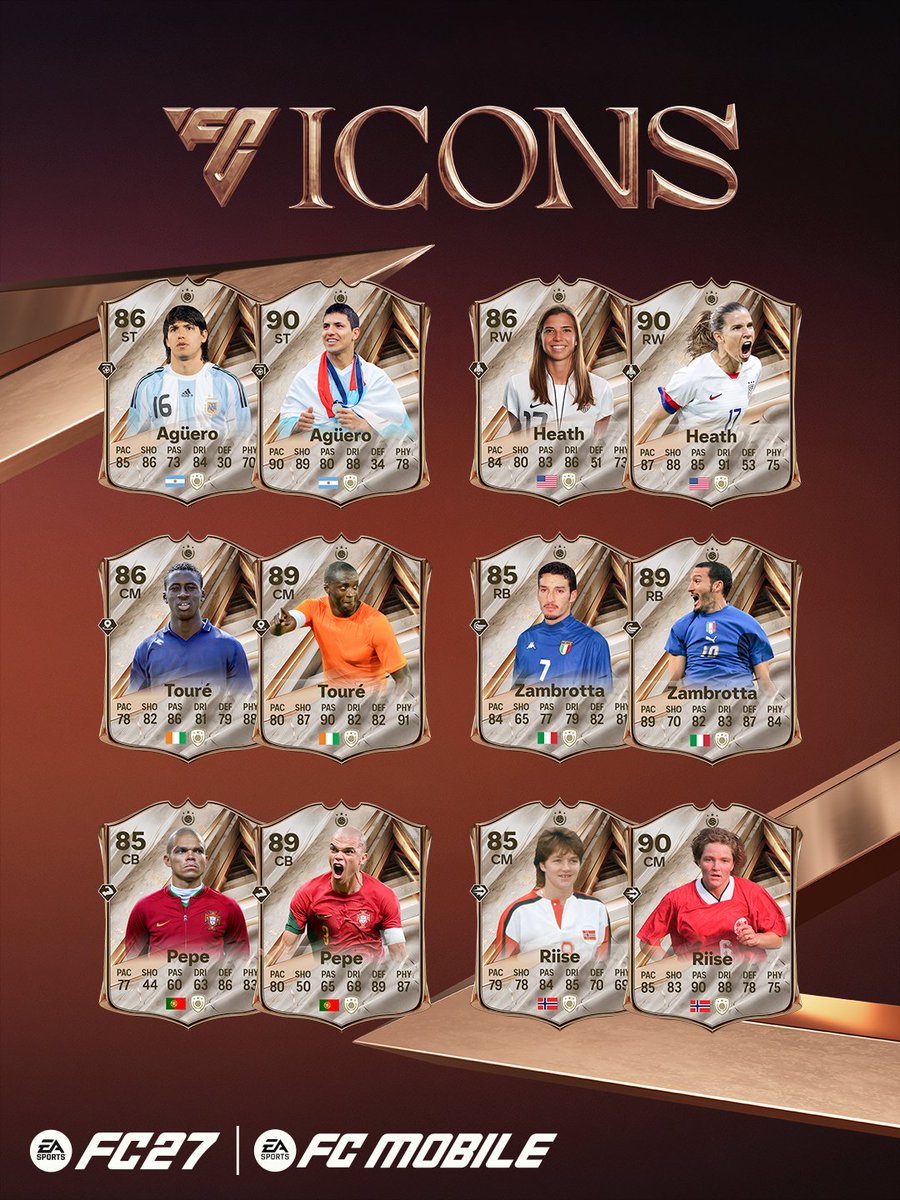 FC ICONS
86
ST
Agüero
PAC SHO PAS DRI DEF PHY
85 86 73 84 30 70
90
ST
Agüero
PAC SHO PAS DRI DEF PHY
90 89 80 88 34 78
86
RW
Heath
PAC SHO PAS DRI DEF PHY
84 80 83 86 51 73
90
RW
Heath
PAC SHO PAS DRI DEF PHY
87 88 85 91 53 75
86
CM
Touré
PAC SHO PAS DRI DEF PHY
78 82 86 81 79 88
89
CM
Touré
PAC SHO PAS DRI DEF PHY
80 87 90 82 82 91
85
RB
Zambrotta
PAC SHO PAS DRI DEF PHY
84 65 77 79 82 81
89
RB
Zambrotta
PAC SHO PAS DRI DEF PHY
89 70 82 83 87 84
85
CB
Pepe
PAC SHO PAS DRI DEF PHY
77 44 60 63 86 83
89
CB
Pepe
PAC SHO PAS DRI DEF PHY
80 50 65 68 89 87
85
CM
Riise
PAC SHO PAS DRI DEF PHY
79 78 84 85 70 69
90
CM
Riise
PAC SHO PAS DRI DEF PHY
85 83 90 88 78 75
EA SPORTS FC27 | EA SPORTS FC MOBILE